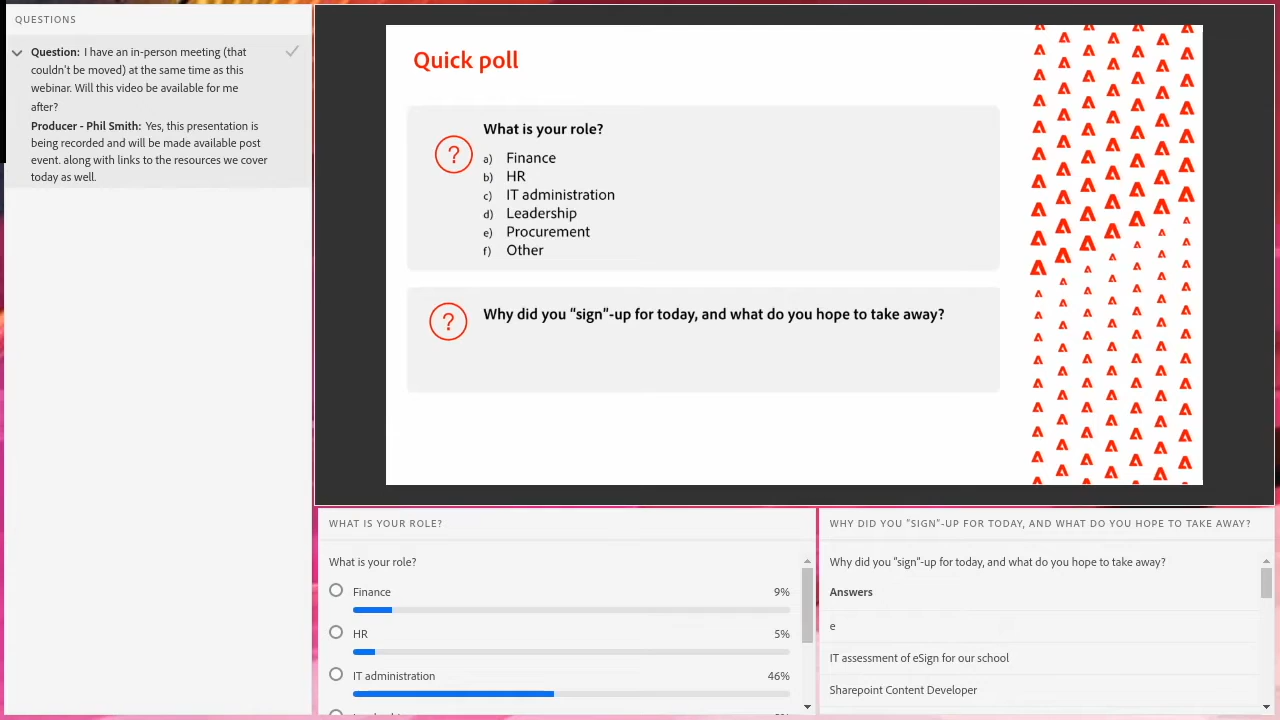 QUESTIONS
Question: I have an in-person meeting (that
couldn't be moved) at the same time as this
webinar. Will this video be available for me
after?
Producer - Phil Smith: Yes, this presentation is
being recorded and will be made available post
event. along with links to the resources we cover
today as well.
Quick poll
What is your role?
a) Finance
b) HR
c) IT administration
d) Leadership
e) Procurement
f) Other
Why did you "sign"-up for today, and what do you hope to take away?
WHAT IS YOUR ROLE?
What is your role?
Finance 9%
HR 5%
IT administration 46%
WHY DID YOU "SIGN"-UP FOR TODAY, AND WHAT DO YOU HOPE TO TAKE AWAY?
Why did you "sign"-up for today, and what do you hope to take away?
Answers
e
IT assessment of eSign for our school
Sharepoint Content Developer